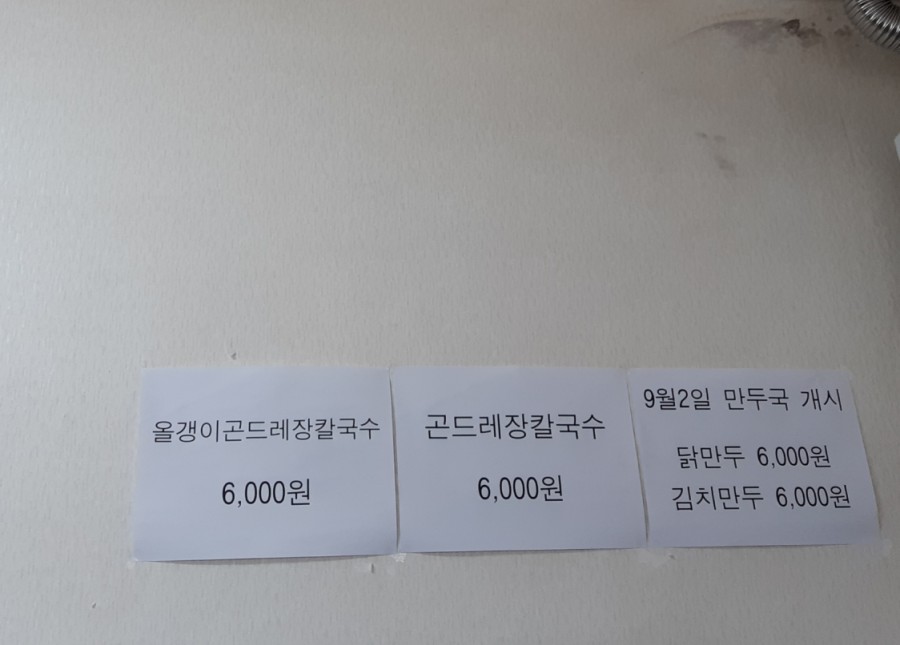 올갱이곤드레장칼국수
6,000원
곤드레장칼국수
6,000원
9월2일 만두국 개시
닭만두 6,000원
김치만두 6,000원